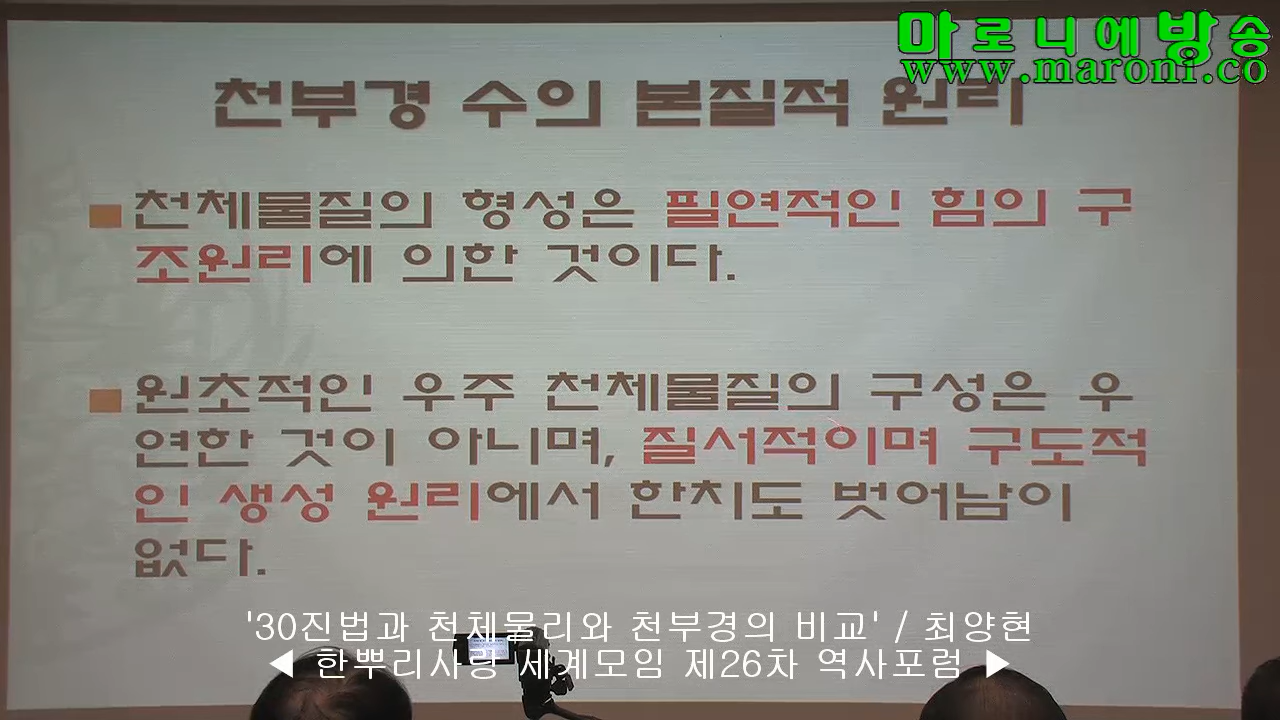 마로니에방송
www.maroni.co
천부경 수의 본질적 원리
천체물질의 형성은 필연적인 힘의 구
조원리에 의한 것이다.
원초적인 우주 천체물질의 구성은 우
연한 것이 아니며, 질서적이며 구도적
인 생성 원리에서 한치도 벗어남이
없다.
'30진법과 천체물리와 천부경의 비교' / 최양현
◀ 한뿌리사랑 세계모임 제26차 역사포럼 ▶